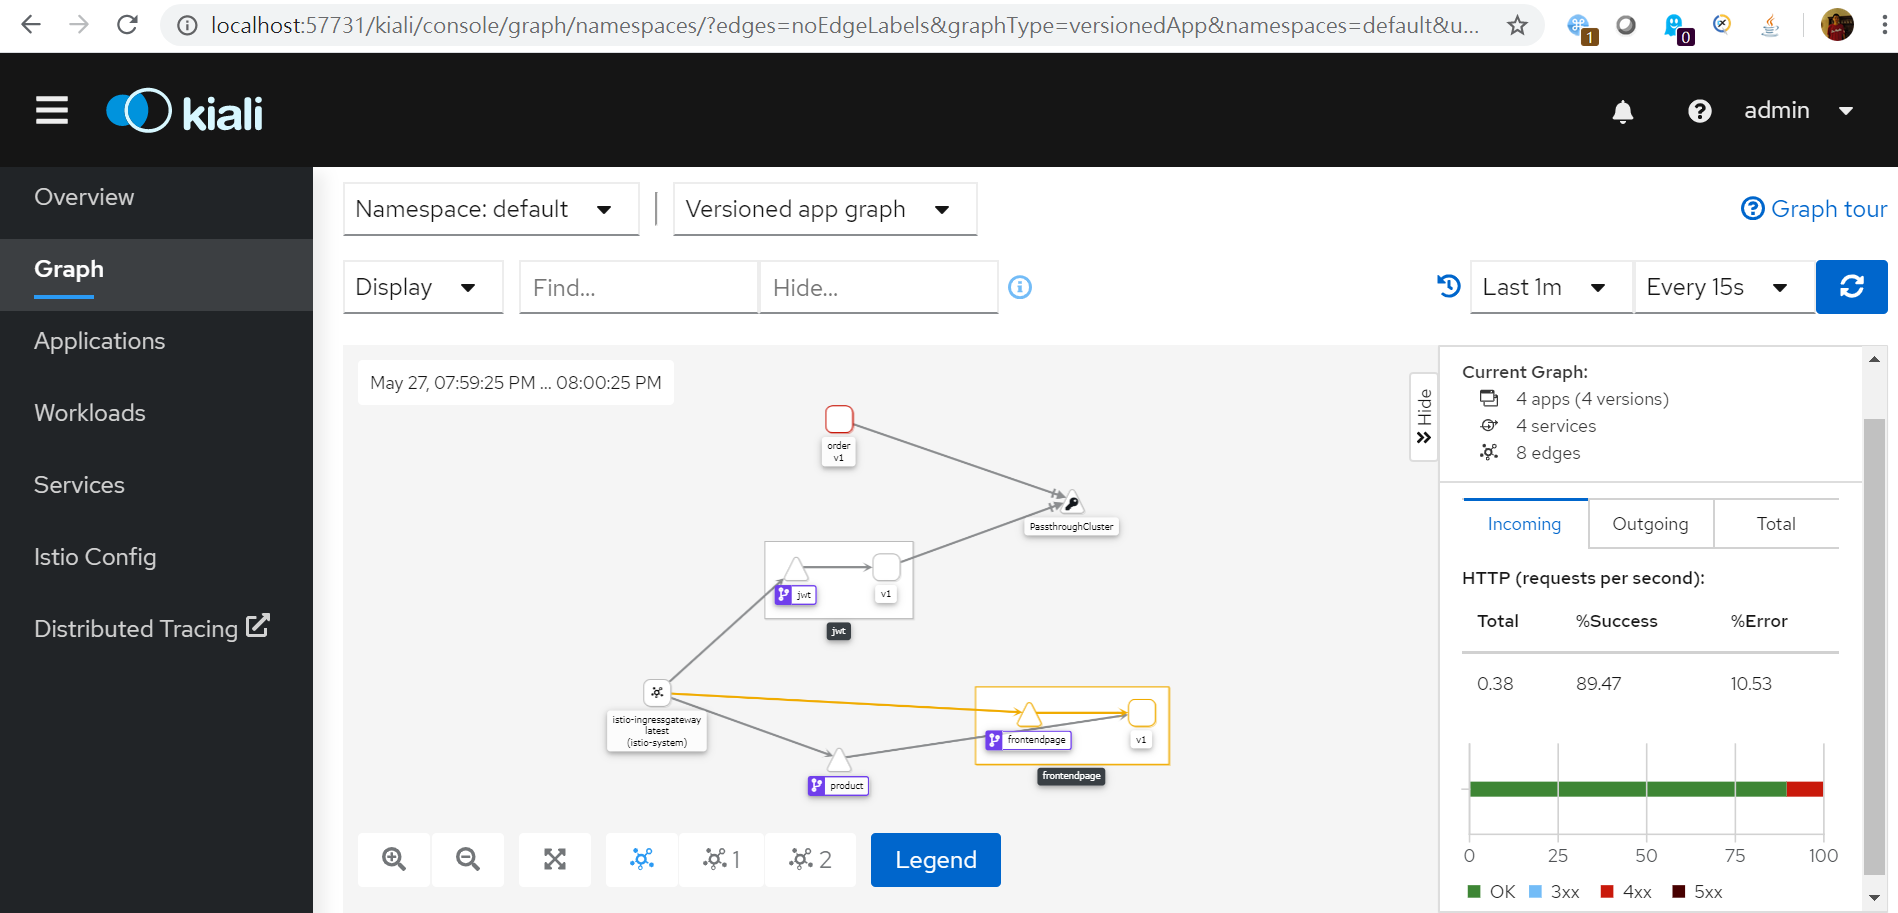 localhost:57731/kiali/console/graph/namespaces/?edges=noEdgeLabels&graphType=versionedApp&namespaces=default&u...
1
0
kiali
admin
Overview
Graph
Applications
Workloads
Services
Istio Config
Distributed Tracing
Namespace: default
Versioned app graph
Graph tour
Display
Find...
Hide...
Last 1m
Every 15s
May 27, 07:59:25 PM ... 08:00:25 PM
order
v1
PassthroughCluster
jwt
v1
jwt
istio-ingressgateway
latest
(istio-system)
frontendpage
v1
frontendpage
product
1
2
Legend
Hide
Current Graph:
4 apps (4 versions)
4 services
8 edges
Incoming
Outgoing
Total
HTTP (requests per second):
Total %Success %Error
0.38 89.47 10.53
0 25 50 75 100
OK 3xx 4xx 5xx